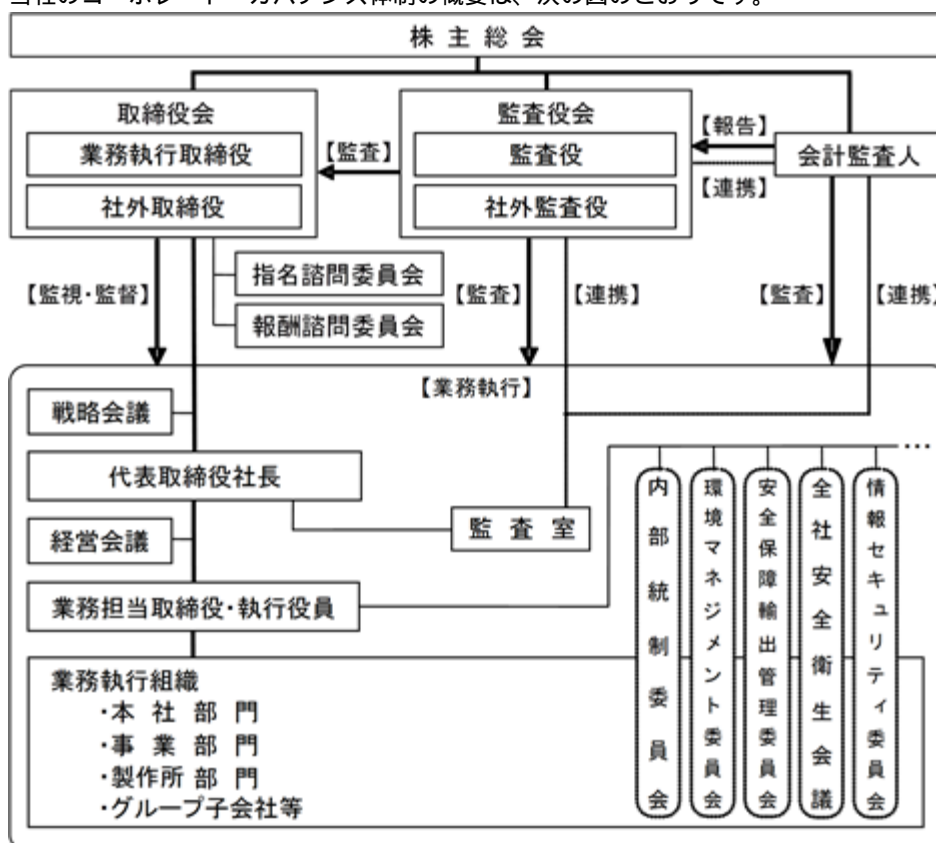 当社のコーポレート・ガバナンス体制の概要は、次の図のとおりです。
株主総会
取締役会
業務執行取締役
社外取締役
【監査】
監査役会
監査役
社外監査役
【報告】
【連携】
会計監査人
【監視・監督】
指名諮問委員会
報酬諮問委員会
【監査】
【連携】
【監査】
【連携】
【業務執行】
戦略会議
代表取締役社長
経営会議
監査室
業務担当取締役・執行役員
…
内部統制委員会
環境マネジメント委員会
安全保障輸出管理委員会
全社安全衛生会議
情報セキュリティ委員会
業務執行組織
・本社部門
・事業部門
・製作所部門
・グループ子会社等